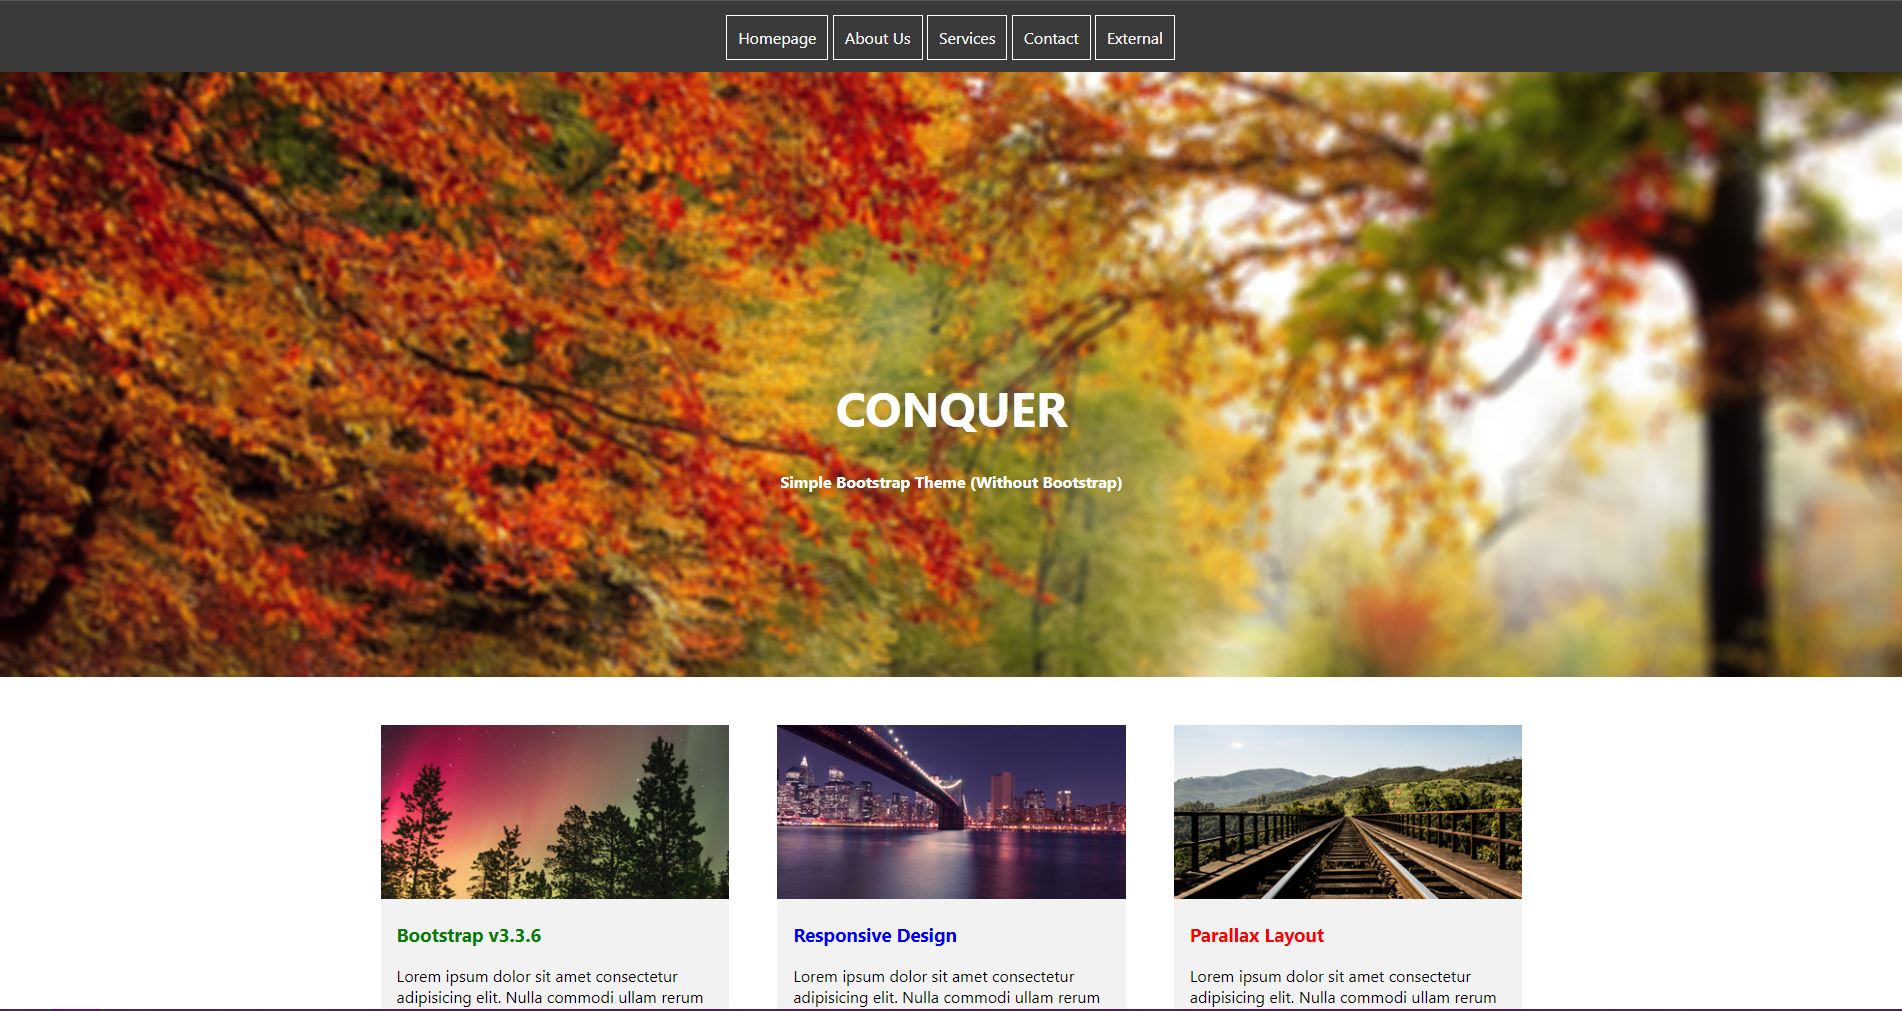 Homepage About Us Services Contact External
CONQUER
Simple Bootstrap Theme (Without Bootstrap)
Bootstrap v3.3.6
Lorem ipsum dolor sit amet consectetur
adipisicing elit. Nulla commodi ullam rerum
Responsive Design
Lorem ipsum dolor sit amet consectetur
adipisicing elit. Nulla commodi ullam rerum
Parallax Layout
Lorem ipsum dolor sit amet consectetur
adipisicing elit. Nulla commodi ullam rerum